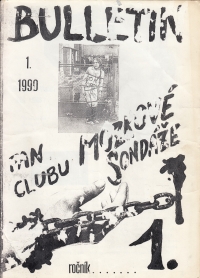 BULLETIN
1.
1990
FAN CLUBU
MOZKOVÉ SONDÁŽE
1.
ročník.......